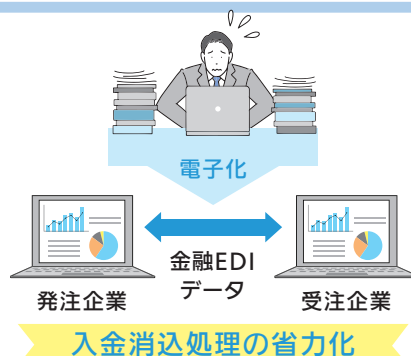 電子化
金融EDI
データ
発注企業
受注企業
入金消込処理の省力化